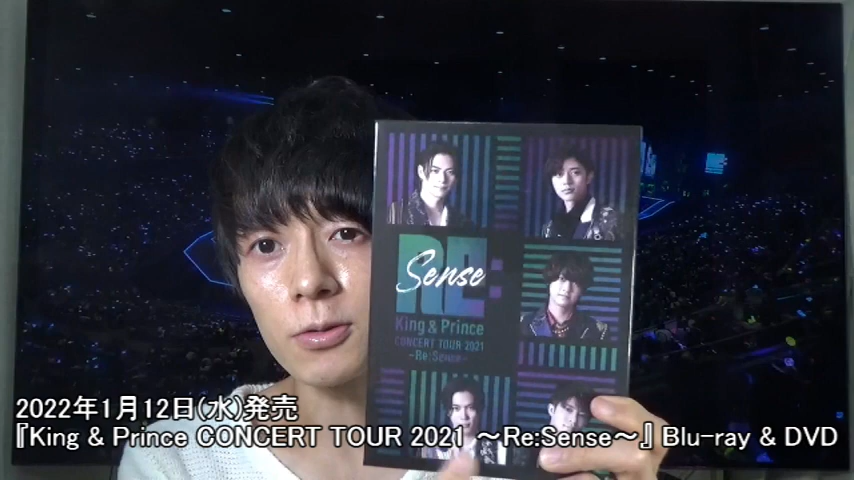 RE:
Sense
King & Prince
CONCERT TOUR 2021
~Re:Sense~
2022年1月12日(水)発売
『King & Prince CONCERT TOUR 2021 ～Re:Sense～』 Blu-ray & DVD